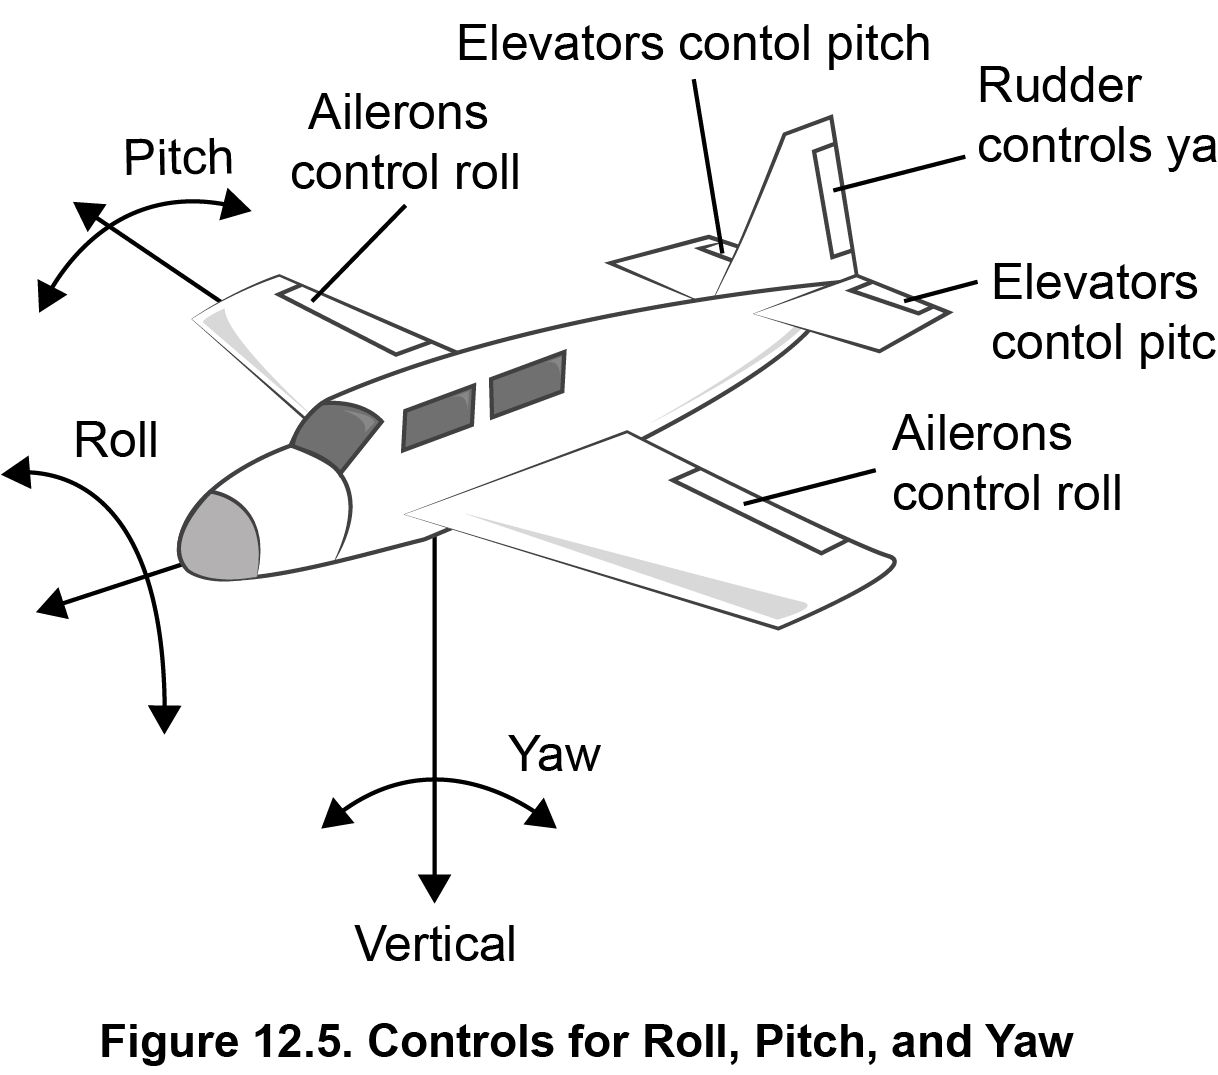 Elevators contol pitch
Rudder
controls ya
Ailerons
control roll
Pitch
Elevators
contol pitc
Roll
Ailerons
control roll
Yaw
Vertical
Figure 12.5. Controls for Roll, Pitch, and Yaw